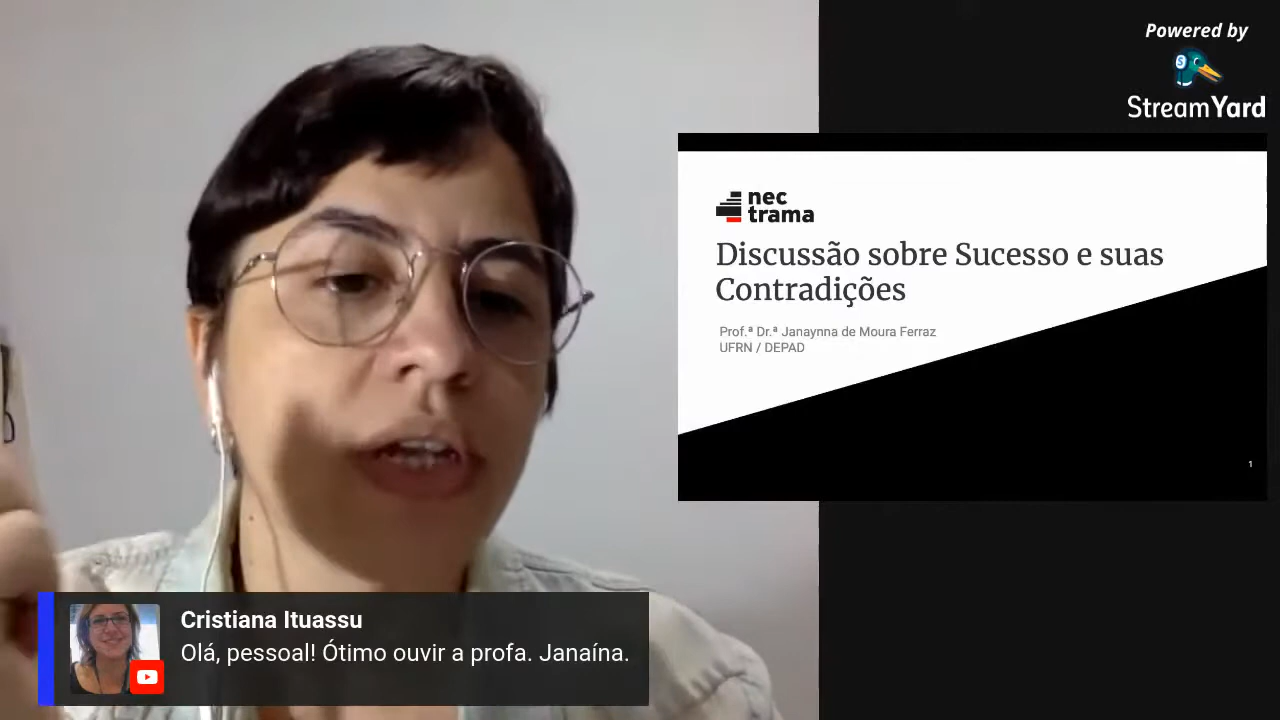 Powered by
StreamYard
nec
trama
Discussão sobre Sucesso e suas
Contradições
Prof.ª Dr.ª Janaynna de Moura Ferraz
UFRN / DEPAD
1
Cristiana Ituassu
Olá, pessoal! Ótimo ouvir a profa. Janaína.